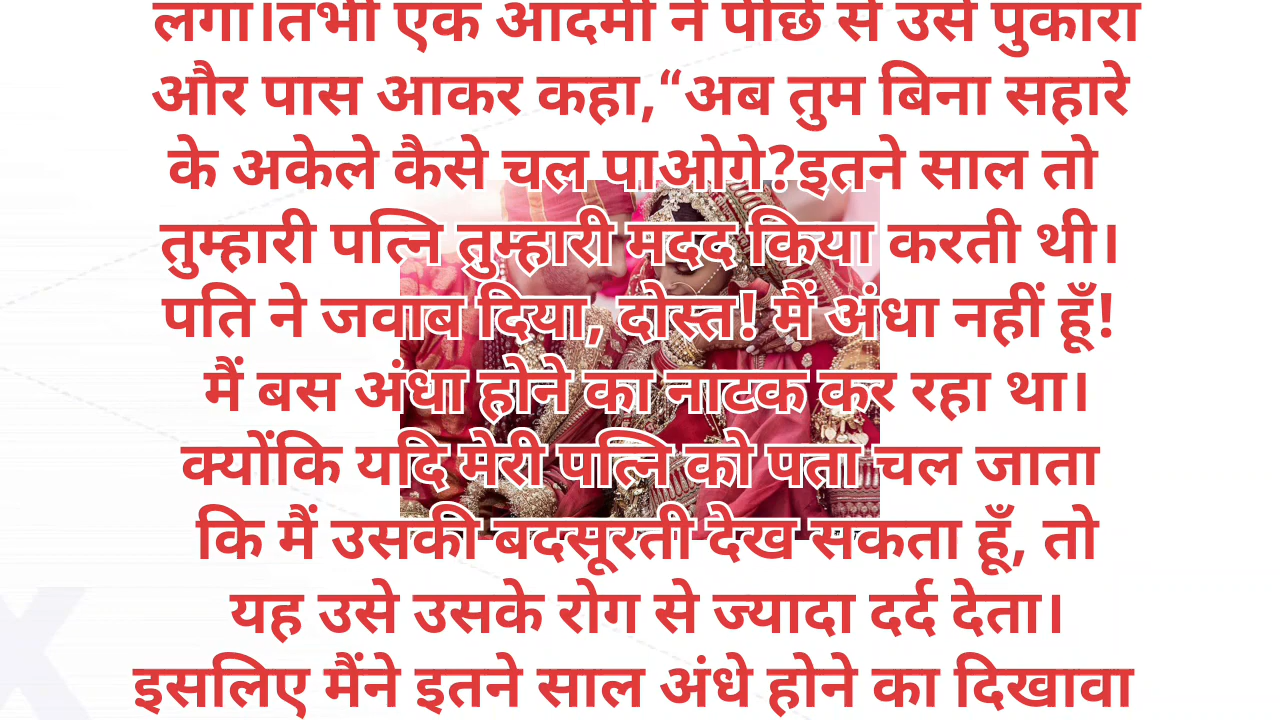 लगा।तभी एक आदमी ने पीछे से उसे पुकारा
और पास आकर कहा,“अब तुम बिना सहारे
के अकेले कैसे चल पाओगे?इतने साल तो
तुम्हारी पत्नि तुम्हारी मदद किया करती थी।
पति ने जवाब दिया, दोस्त! मैं अंधा नहीं हूँ!
मैं बस अंधा होने का नाटक कर रहा था।
क्योंकि यदि मेरी पत्नि को पता चल जाता
कि मैं उसकी बदसूरती देख सकता हूँ, तो
यह उसे उसके रोग से ज्यादा दर्द देता।
इसलिए मैंने इतने साल अंधे होने का दिखावा